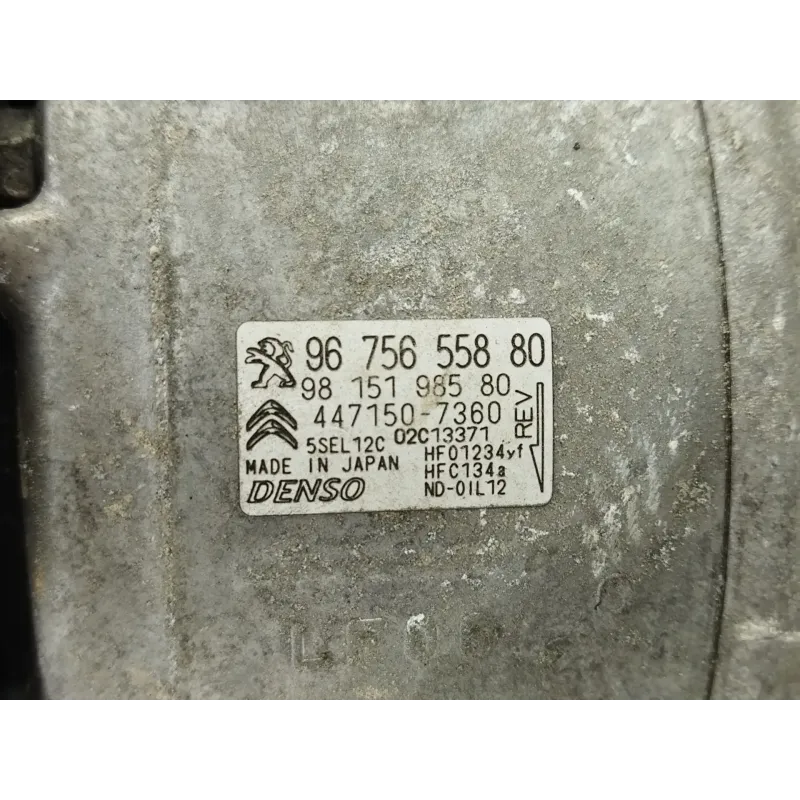 96 756 558 80
98 151 985 80
447150-7360
5SEL12C 02C13371
REV
HFO1234yf
MADE IN JAPAN HFC134a
DENSO ND-OIL12